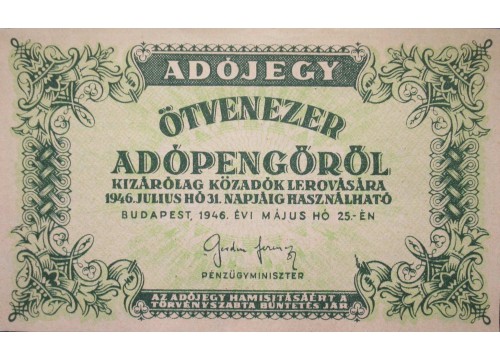 ADÓJEGY
ÖTVENEZER
ADÓPENGŐRŐL
KIZÁRÓLAG KÖZADÓK LEROVÁSÁRA
1946. JULIUS HÓ 31. NAPJÁIG HASZNÁLHATÓ
BUDAPEST, 1946. ÉVI MÁJUS HÓ 25.-ÉN
PÉNZÜGYMINISZTER
AZ ADÓJEGY HAMISITÁSÁÉRT A
TÖRVÉNYSZABTA BÜNTETÉS JÁR